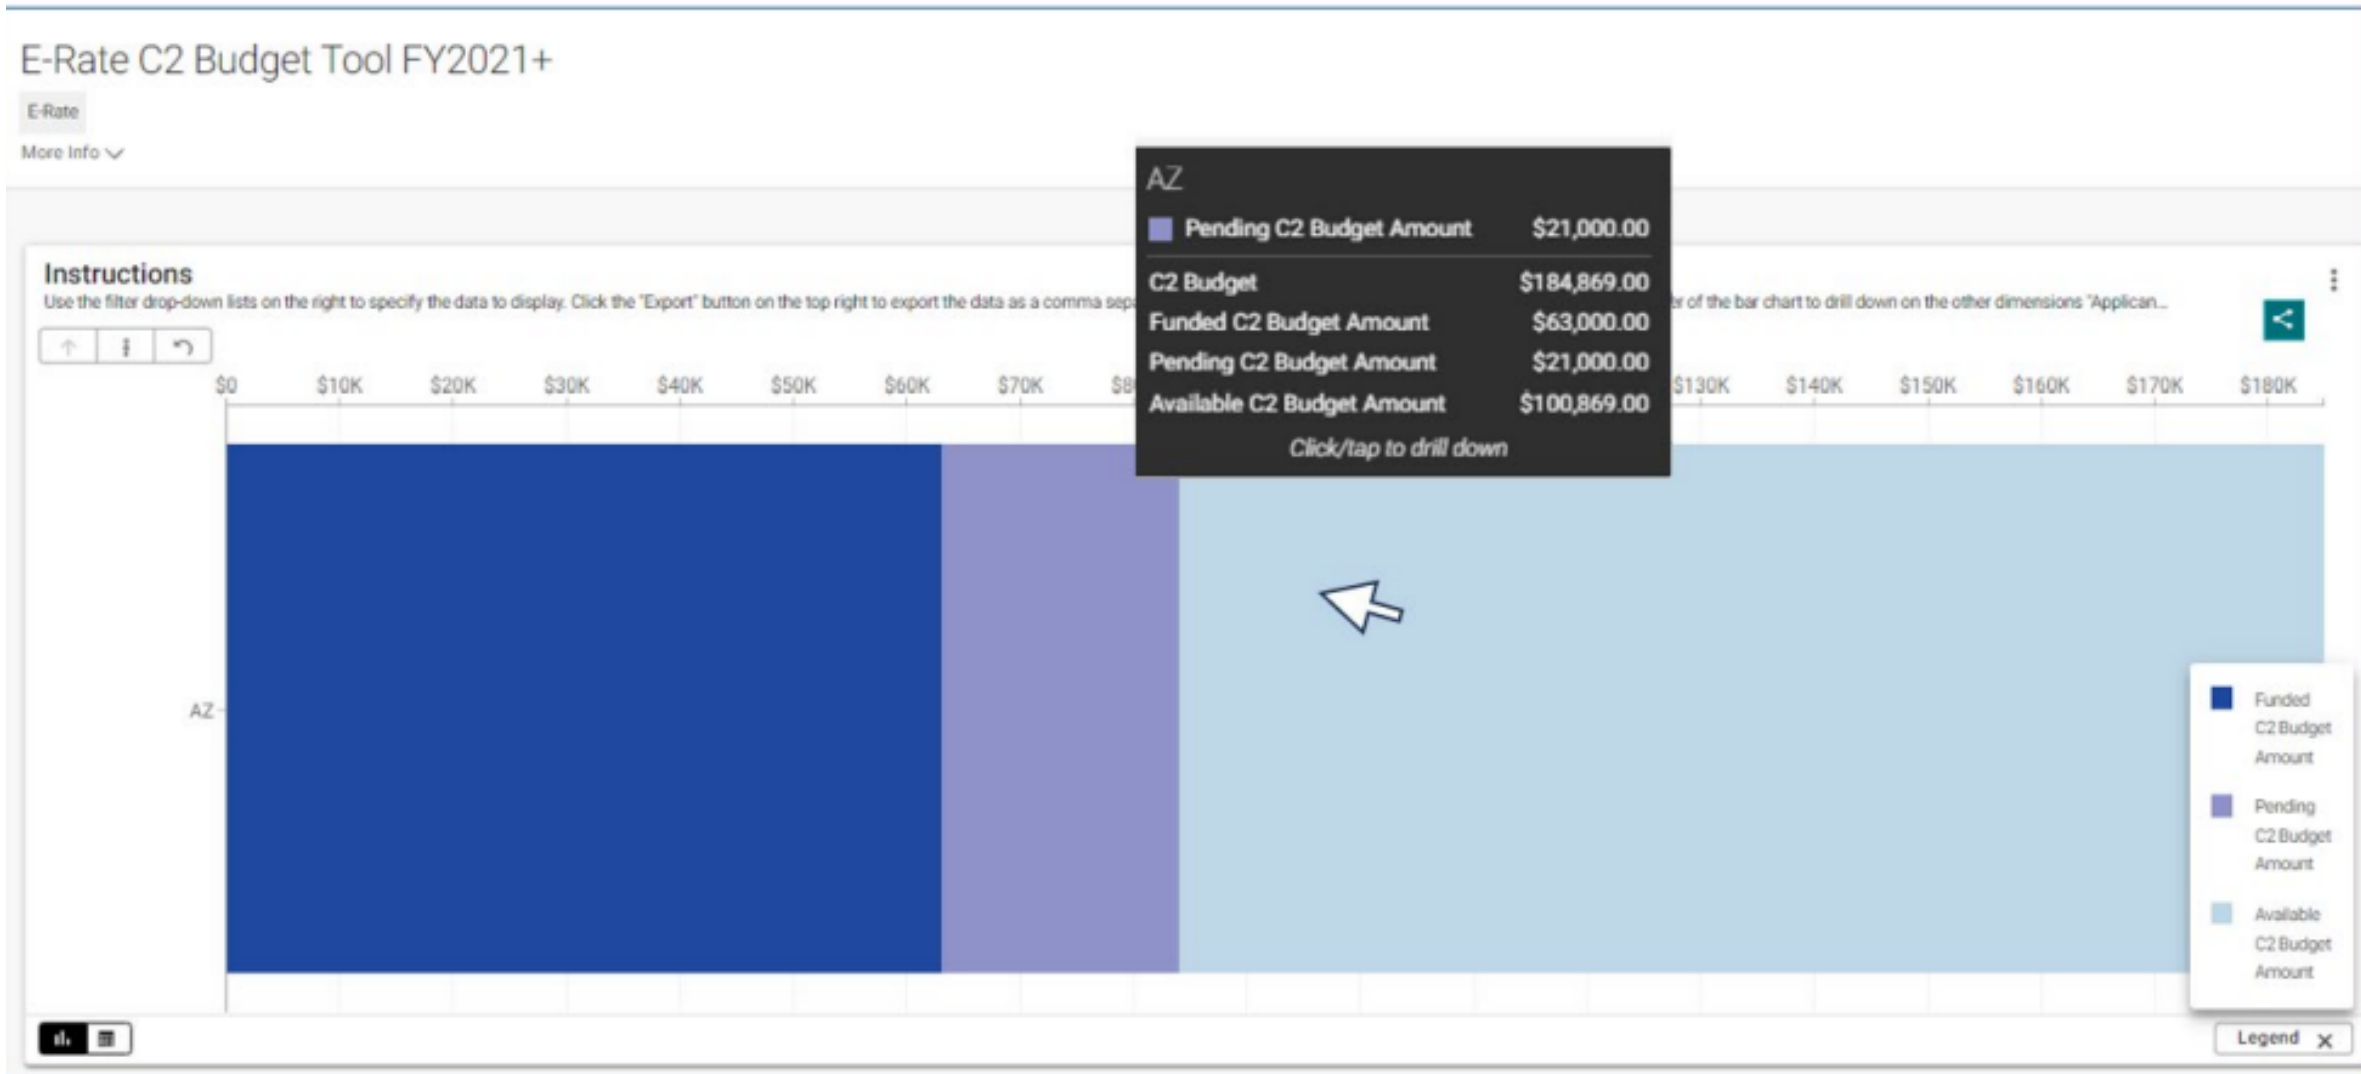 E-Rate C2 Budget Tool FY2021+
E-Rate
More Info
AZ
Pending C2 Budget Amount $21,000.00
C2 Budget $184,869.00
Funded C2 Budget Amount $63,000.00
Pending C2 Budget Amount $21,000.00
Available C2 Budget Amount $100,869.00
Click/tap to drill down
Instructions
Use the filter drop-down lists on the right to specify the data to display. Click the "Export" button on the top right to export the data as a comma sepa r of the bar chart to drill down on the other dimensions "Applican...
$0 $10K $20K $30K $40K $50K $60K $70K $8 $130K $140K $150K $160K $170K $180K
AZ
Funded
C2 Budget
Amount
Pending
C2 Budget
Amount
Available
C2 Budget
Amount
Legend